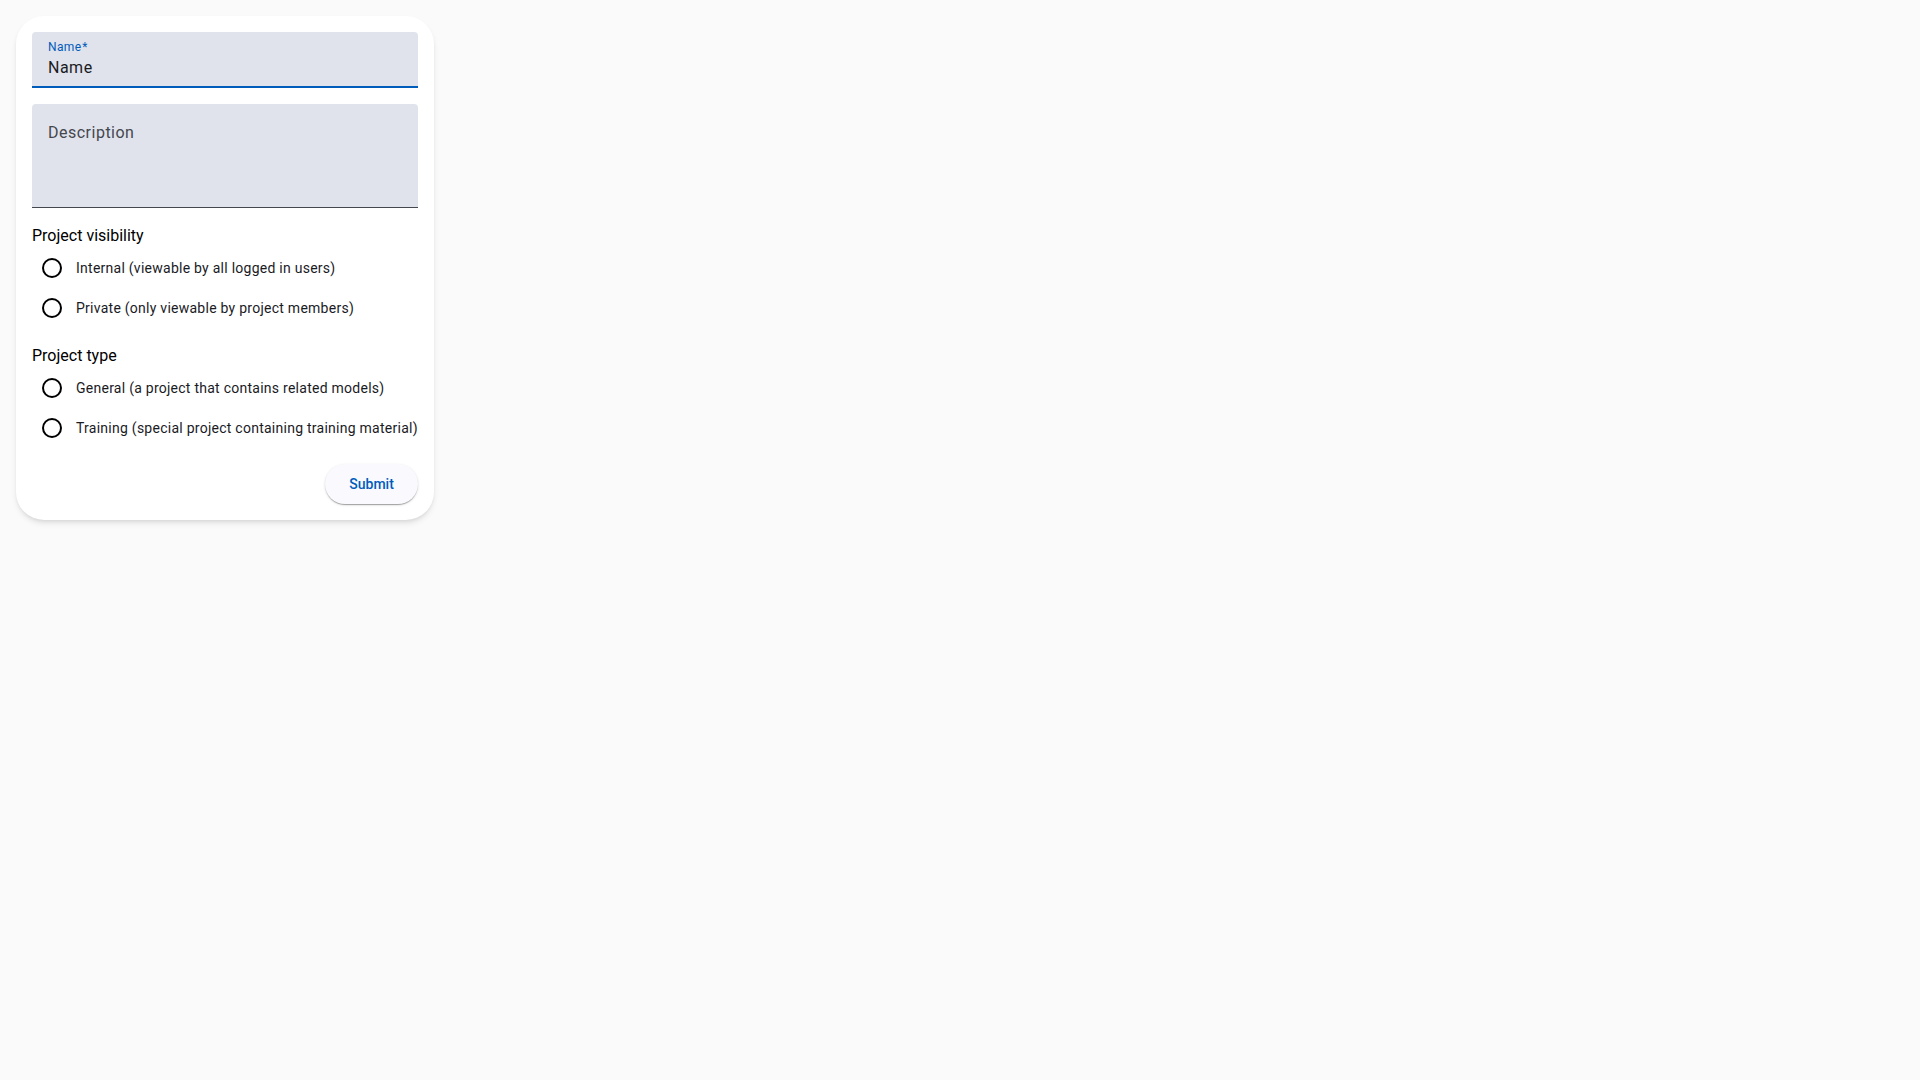 Name*
Name
Description
Project visibility
Internal (viewable by all logged in users)
Private (only viewable by project members)
Project type
General (a project that contains related models)
Training (special project containing training material)
Submit